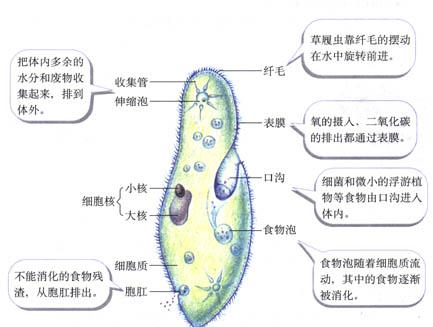 把体内多余的
水分和废物收
集起来，排到
体外。
收集管
伸缩泡
小核
细胞核
大核
细胞质
胞肛
不能消化的食物残
渣，从胞肛排出。
纤毛
草履虫靠纤毛的摆动
在水中旋转前进。
表膜
氧的摄入、二氧化碳
的排出都通过表膜。
口沟
细菌和微小的浮游植
物等食物由口沟进入
体内。
食物泡
食物泡随着细胞质流
动，其中的食物逐渐
被消化。